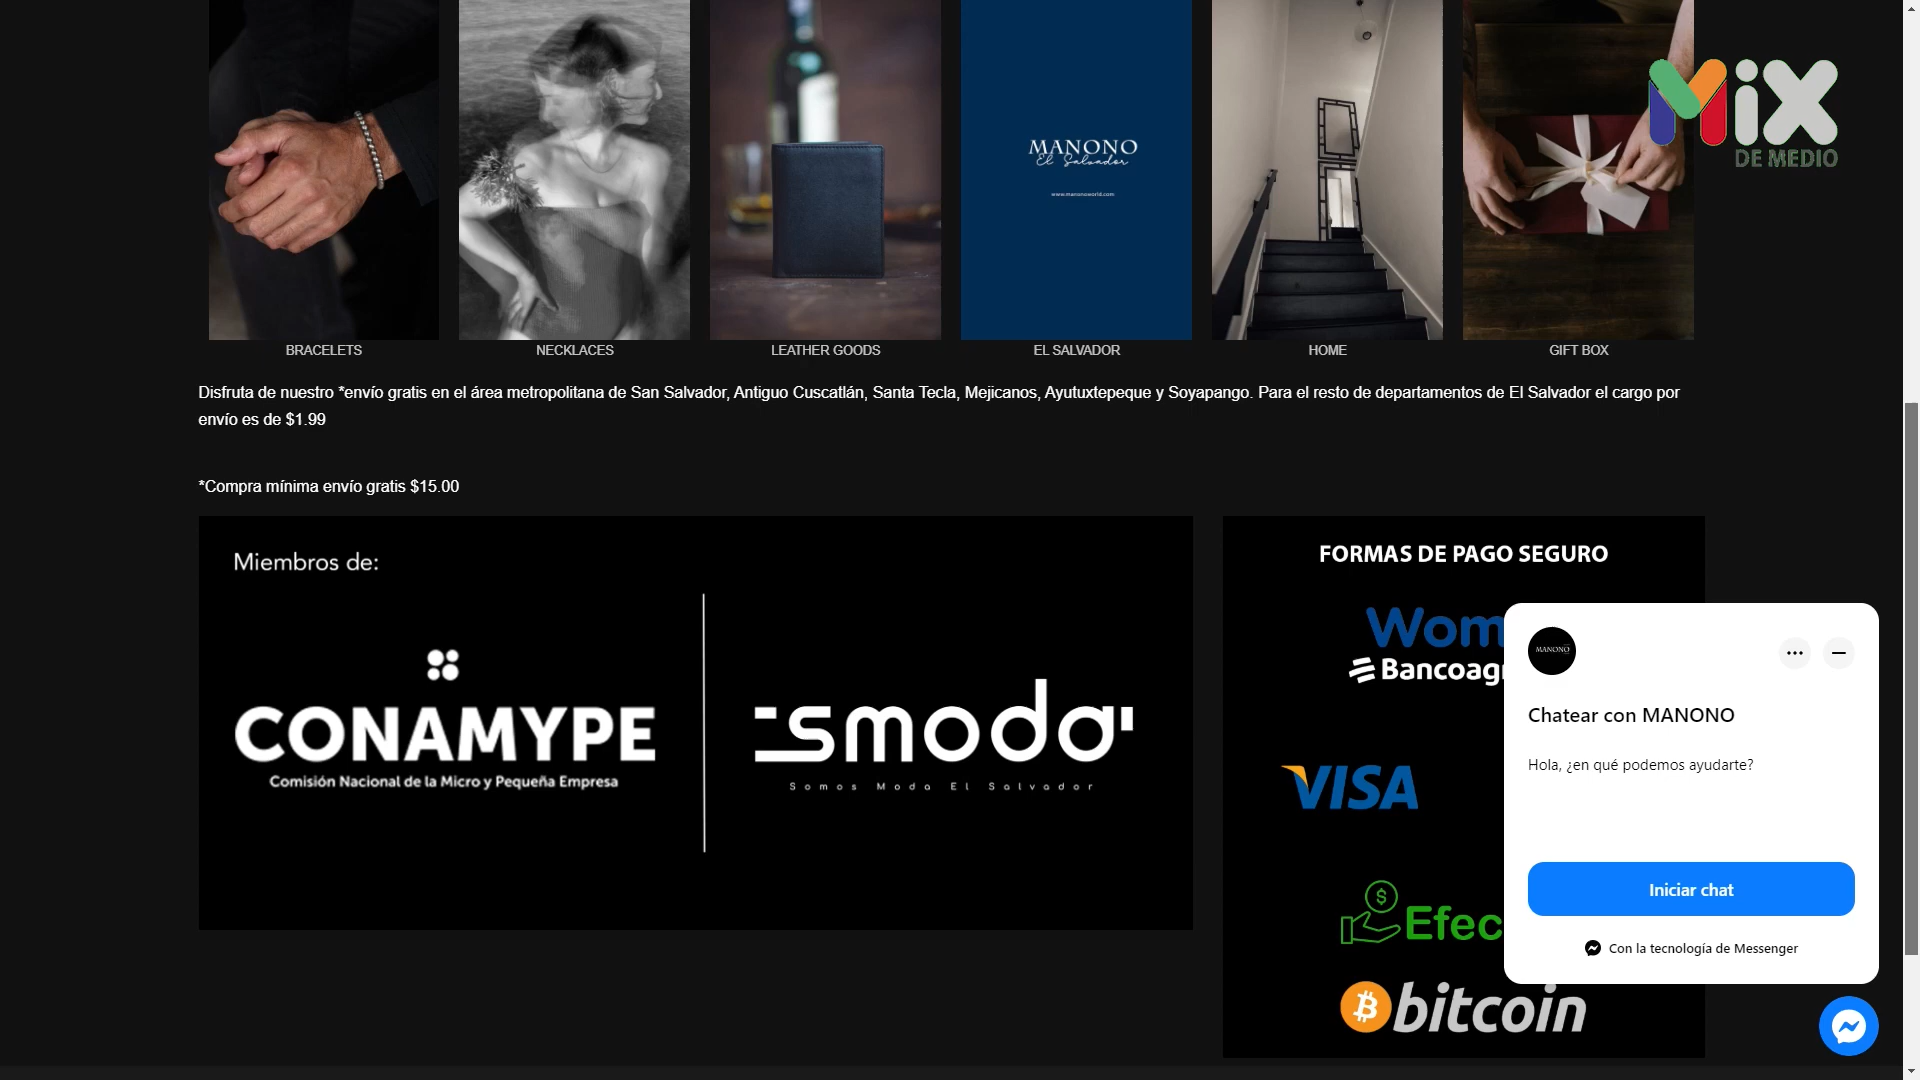 MiX
DE MEDIO
MANONO
El Salvador
www.manonoworld.com
BRACELETS
NECKLACES
LEATHER GOODS
EL SALVADOR
HOME
GIFT BOX
Disfruta de nuestro *envío gratis en el área metropolitana de San Salvador, Antiguo Cuscatlán, Santa Tecla, Mejicanos, Ayutuxtepeque y Soyapango. Para el resto de departamentos de El Salvador el cargo por
envío es de $1.99
*Compra mínima envío gratis $15.00
Miembros de:
CONAMYPE
Comisión Nacional de la Micro y Pequeña Empresa
smoda
Somos Moda El Salvador
FORMAS DE PAGO SEGURO
Wom
Bancoag
VISA
Efec
bitcoin
MANONO
Chatear con MANONO
Hola, ¿en qué podemos ayudarte?
Iniciar chat
Con la tecnología de Messenger